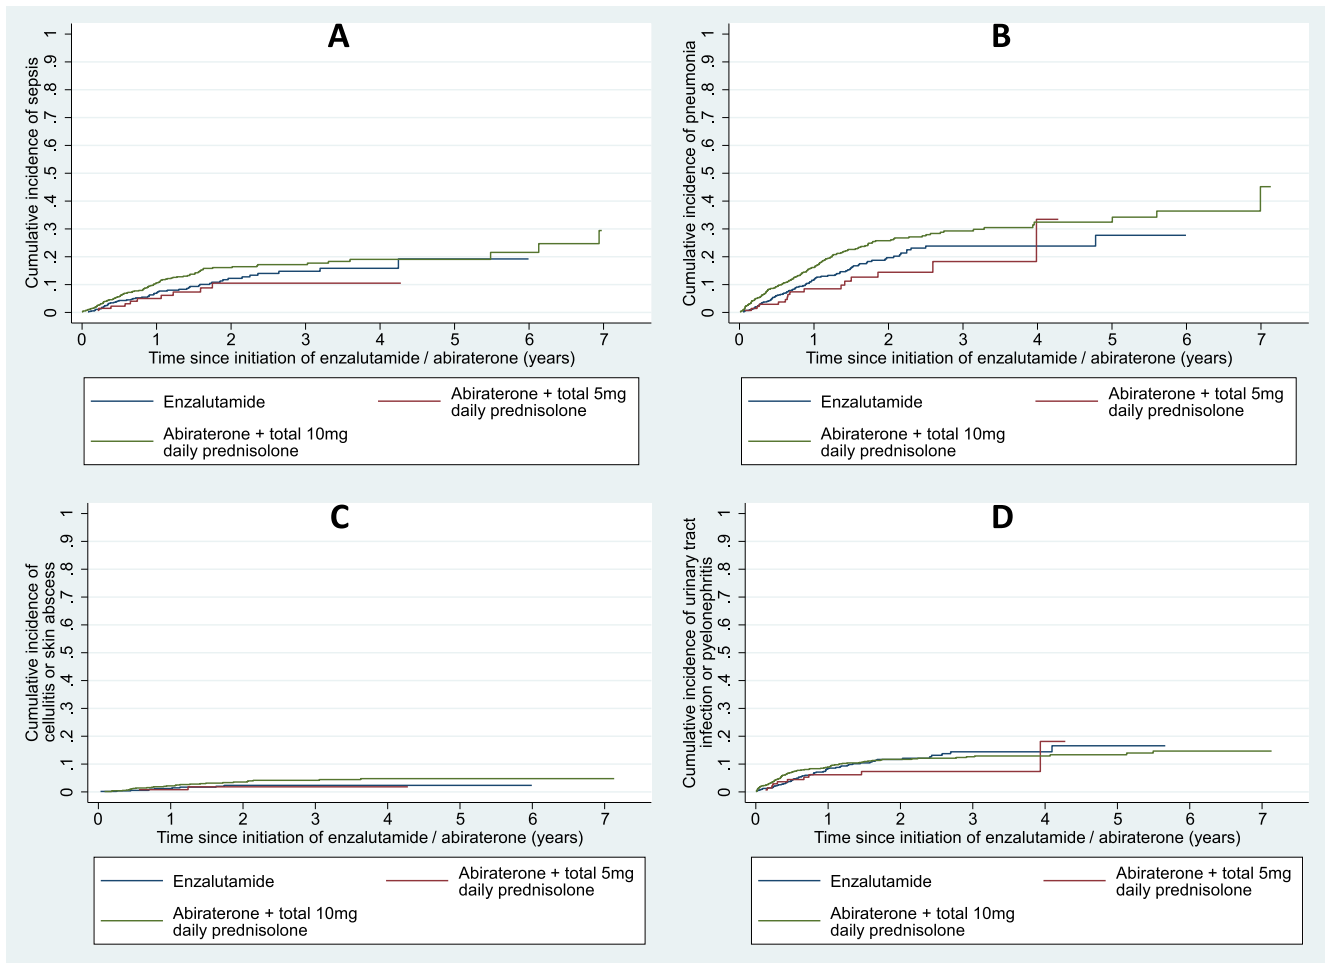 A
Cumulative incidence of sepsis
1
.9
.8
.7
.6
.5
.4
.3
.2
.1
0
0 1 2 3 4 5 6 7
Time since initiation of enzalutamide / abiraterone (years)
Enzalutamide
Abiraterone + total 5mg
daily prednisolone
Abiraterone + total 10mg
daily prednisolone
B
Cumulative incidence of pneumonia
1
.9
.8
.7
.6
.5
.4
.3
.2
.1
0
0 1 2 3 4 5 6 7
Time since initiation of enzalutamide / abiraterone (years)
Enzalutamide
Abiraterone + total 5mg
daily prednisolone
Abiraterone + total 10mg
daily prednisolone
C
Cumulative incidence of
cellulitis or skin abscess
1
.9
.8
.7
.6
.5
.4
.3
.2
.1
0
0 1 2 3 4 5 6 7
Time since initiation of enzalutamide / abiraterone (years)
Enzalutamide
Abiraterone + total 5mg
daily prednisolone
Abiraterone + total 10mg
daily prednisolone
D
Cumulative incidence of urinary tract
infection or pyelonephritis
1
.9
.8
.7
.6
.5
.4
.3
.2
.1
0
0 1 2 3 4 5 6 7
Time since initiation of enzalutamide / abiraterone (years)
Enzalutamide
Abiraterone + total 5mg
daily prednisolone
Abiraterone + total 10mg
daily prednisolone